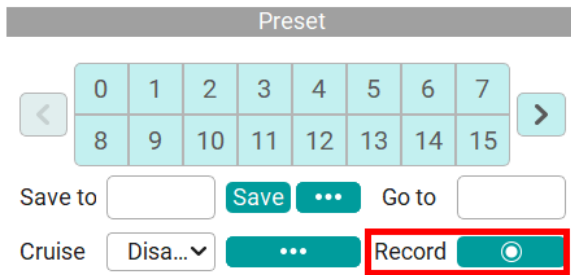 Preset
0 1 2 3 4 5 6 7
8 9 10 11 12 13 14 15
Save to Save ••• Go to
Cruise Disa... ••• Record